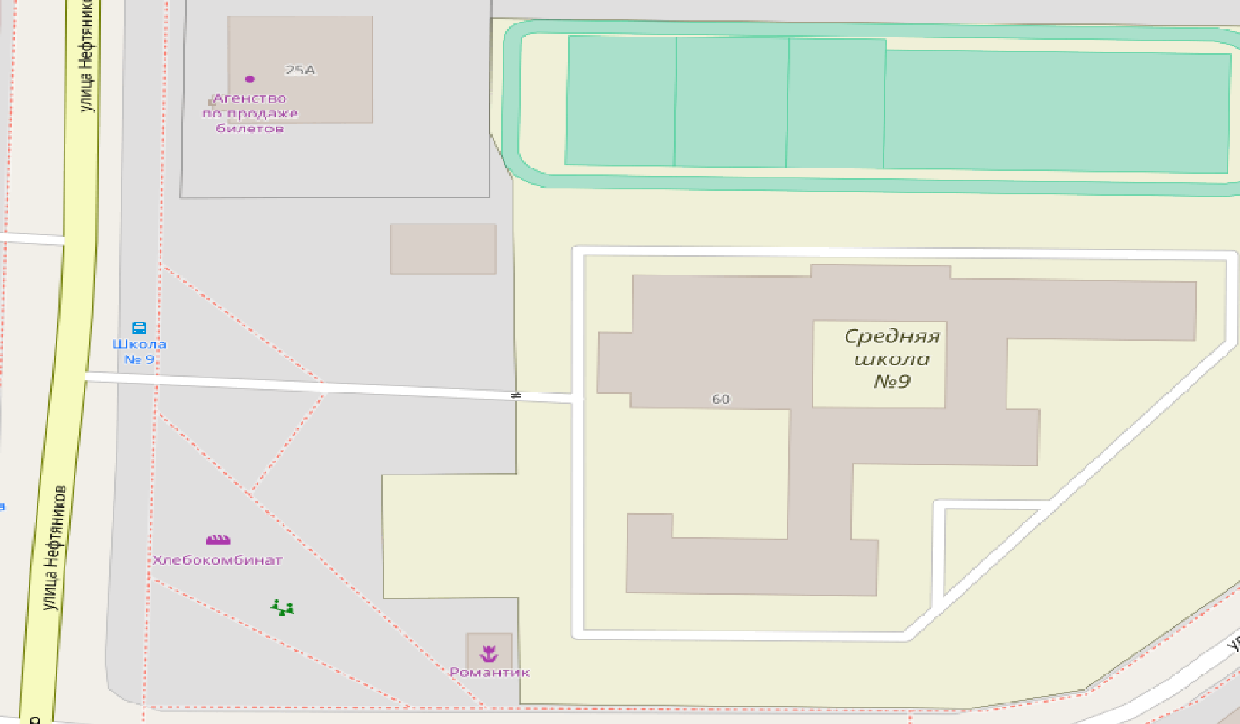 улица Нефтяников
25А
Агенство
по продаже
билетов
Школа
№ 9
Средняя
школа
№9
60
улица Нефтяников
Хлебокомбинат
Романтик